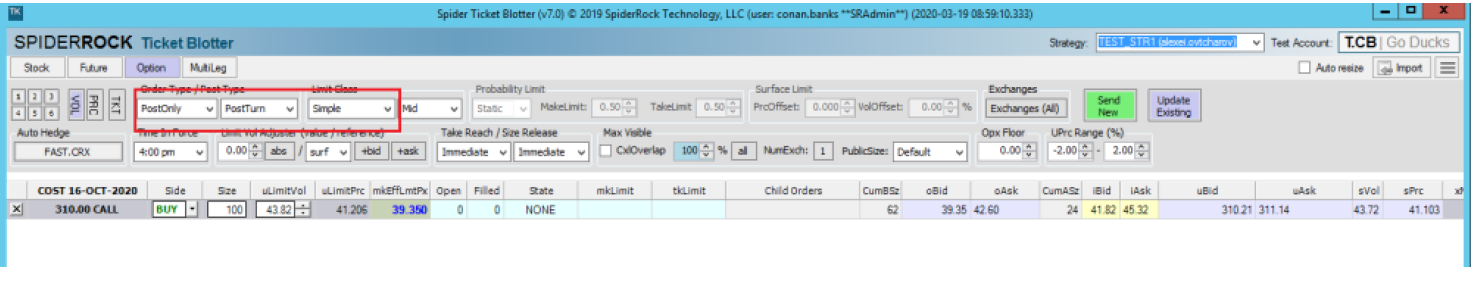 TK Spider Ticket Blotter (v7.0) © 2019 SpiderRock Technology, LLC (user: conan.banks **SRAdmin**) (2020-03-19 08:59:10.333)
SPIDERROCK Ticket Blotter Strategy: TEST_STR1 (alexei.ovtcharov) Test Account: T.CB | Go Ducks
Stock Future Option MultiLeg Auto resize Import
Order Type / Post Type Limit Class Probability Limit Surface Limit Exchanges
1 2 3 4 5 6 VOL PRC TKT PostOnly PostTurn Simple Mid Static MakeLimit: 0.50 TakeLimit 0.50 PrcOffset: 0.000 VolOffset: 0.00 % Exchanges (All) Send New Update Existing
Auto Hedge Time In Force Limit Vol Adjuster (value / reference) Take Reach / Size Release Max Visible Opx Floor UPrc Range (%)
FAST.CRX 4:00 pm 0.00 abs / surf +bid +ask Immediate Immediate CxlOverlap 100 % all NumExch: 1 PublicSize: Default 0.00 -2.00 - 2.00
COST 16-OCT-2020 Side Size uLimitVol uLimitPrc mkEffLmtPx Open Filled State mkLimit tkLimit Child Orders CumBSz oBid oAsk CumASz iBid iAsk uBid uAsk sVol sPrc
310.00 CALL BUY 100 43.82 41.206 39.350 0 0 NONE 62 39.35 42.60 24 41.82 45.32 310.21 311.14 43.72 41.103